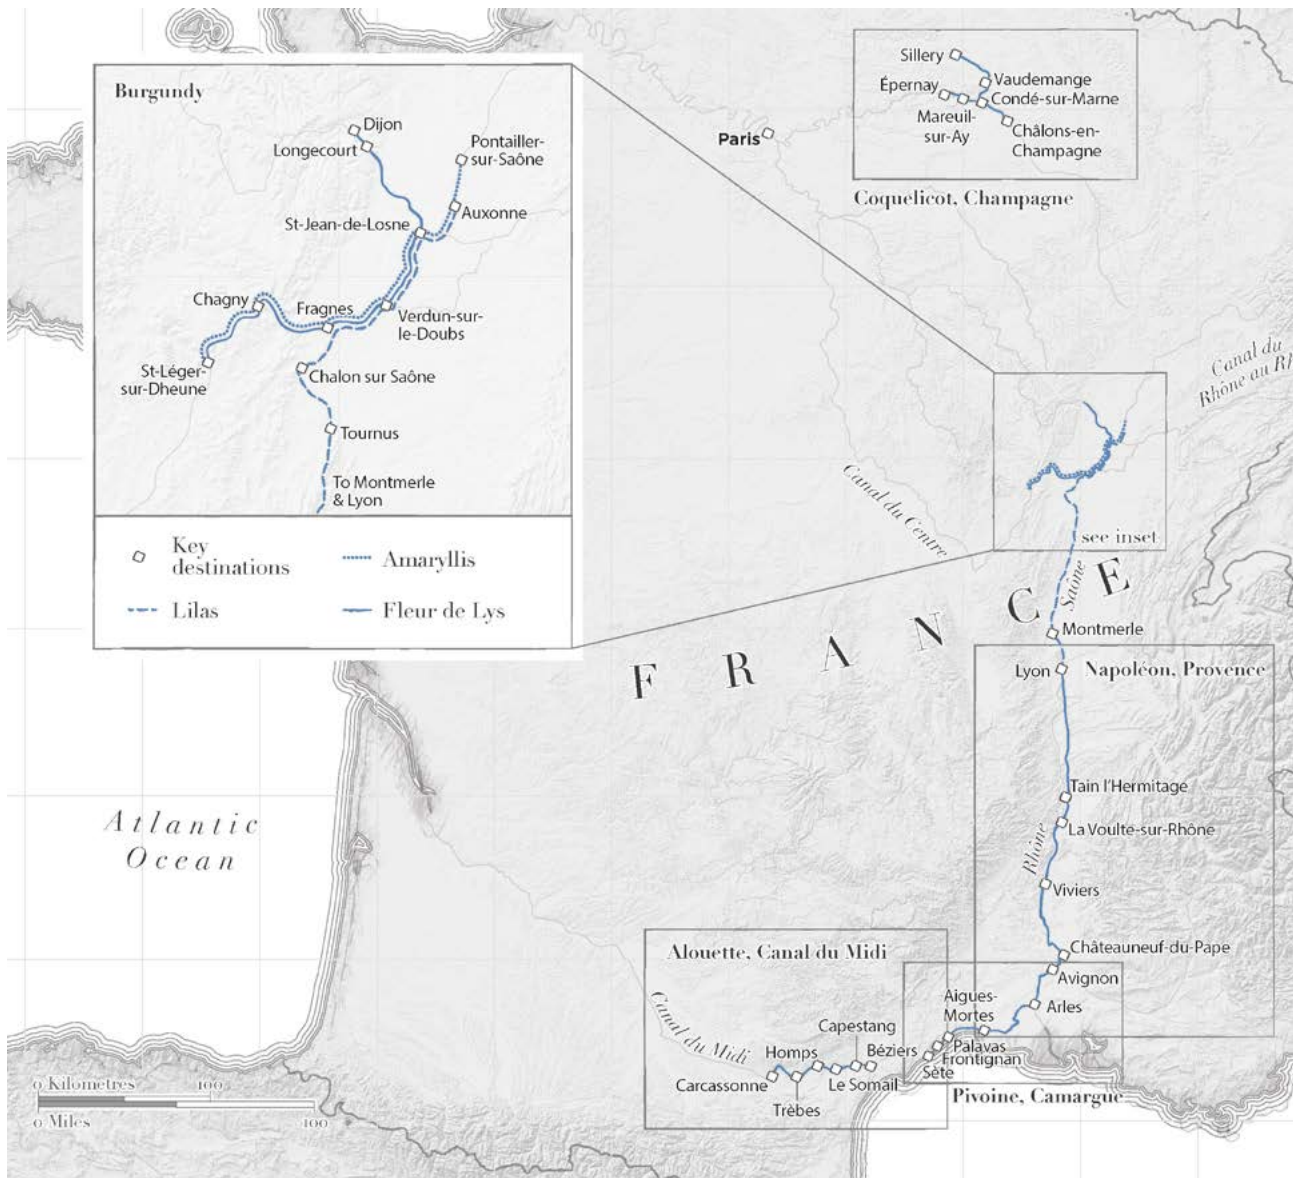 Burgundy
Dijon
Longecourt
Pontailler-
sur-Saône
Auxonne
St-Jean-de-Losne
Chagny
Fragnes
Verdun-sur-
le-Doubs
St-Léger-
sur-Dheune
Chalon sur Saône
Tournus
To Montmerle
& Lyon
Key
destinations
Amaryllis
Lilas
Fleur de Lys
Sillery
Vaudemange
Épernay
Condé-sur-Marne
Mareuil-
sur-Ay
Châlons-en-
Champagne
Coquelicot, Champagne
Paris
Canal du
Rhône au Rh
Canal du Centre
see inset
Saône
FRANCE
Montmerle
Lyon
Napoléon, Provence
Tain l'Hermitage
La Voulte-sur-Rhône
Rhône
Viviers
Châteauneuf-du-Pape
Avignon
Arles
Aigues-
Mortes
Palavas
Frontignan
Sète
Pivoine, Camargue
Alouette, Canal du Midi
Canal du Midi
Capestang
Homps
Béziers
Carcassonne
Le Somail
Trèbes
Atlantic
Ocean
0 Kilometres 100
0 Miles 100